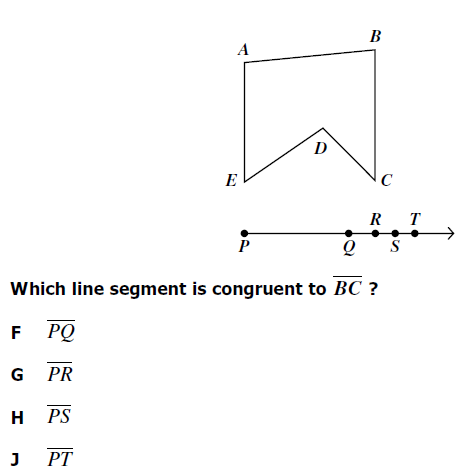 B
A
D
E
C
R T
P Q S
Which line segment is congruent to BC ?
F PQ
G PR
H PS
J PT